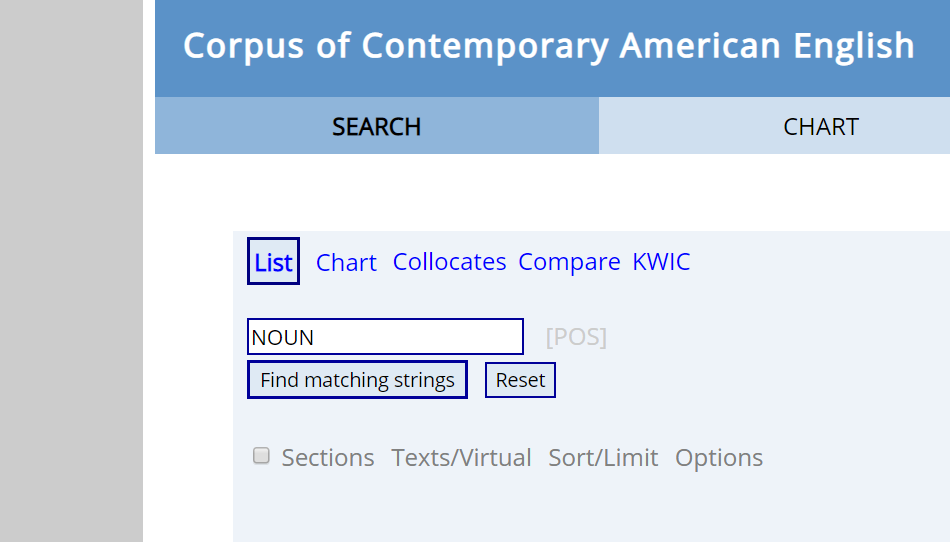 Corpus of Contemporary American English
SEARCH CHART
List Chart Collocates Compare KWIC
NOUN [POS]
Find matching strings Reset
Sections Texts/Virtual Sort/Limit Options